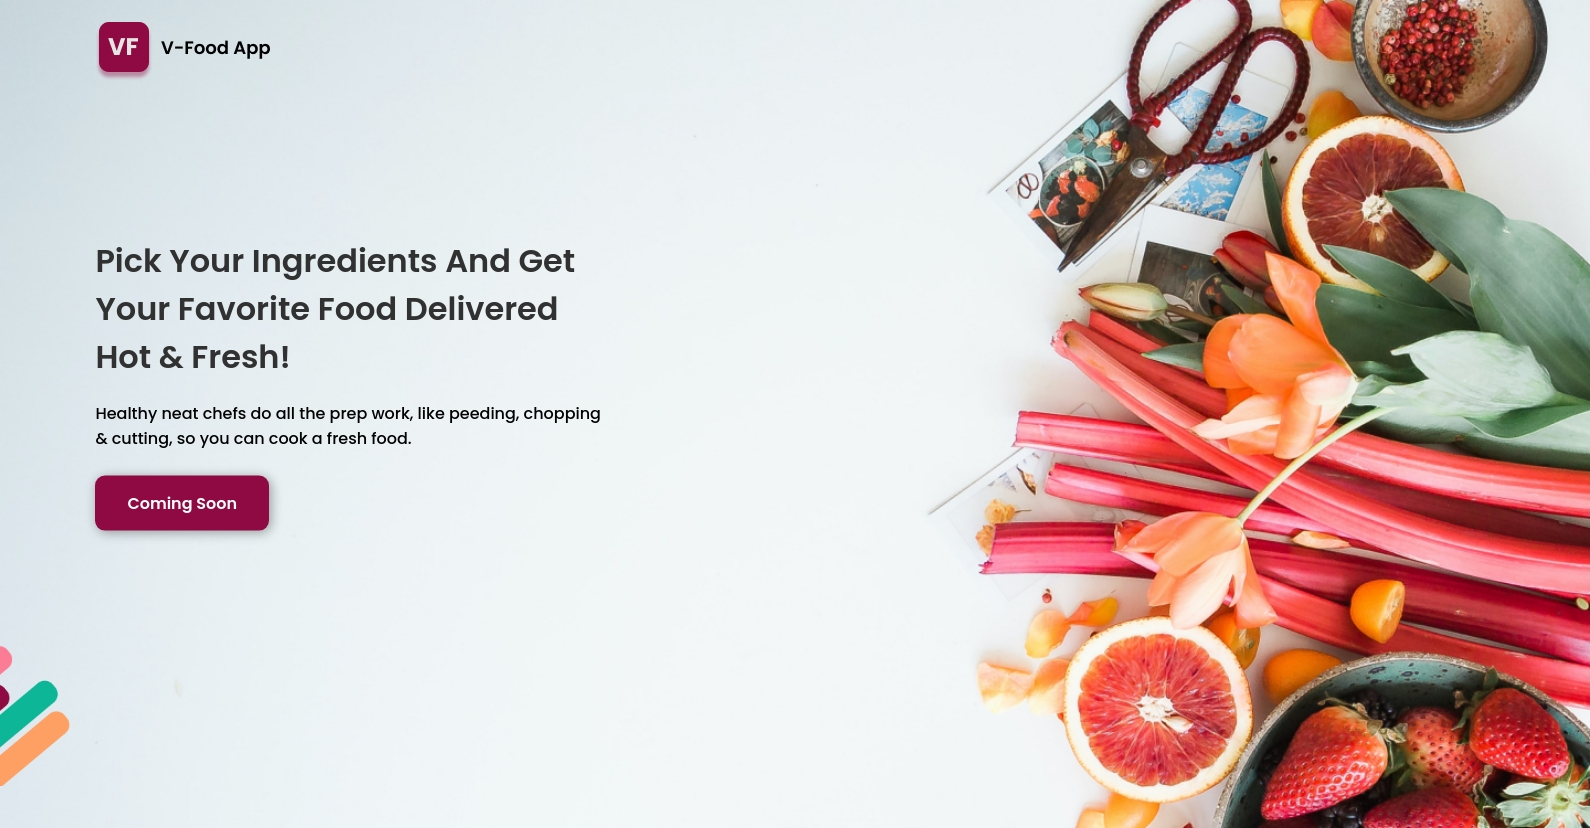 VF
V-Food App
Pick Your Ingredients And Get
Your Favorite Food Delivered
Hot & Fresh!
Healthy neat chefs do all the prep work, like peeding, chopping
& cutting, so you can cook a fresh food.
Coming Soon